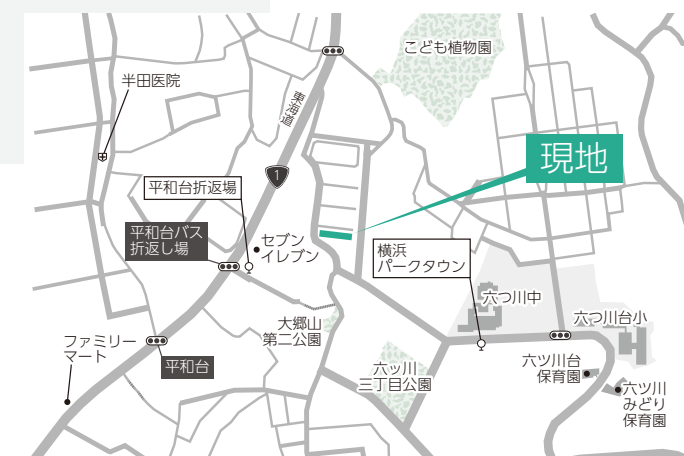 こども植物園
半田医院
東海道
1
現地
平和台折返場
平和台バス
折返し場
セブン
イレブン
横浜
パークタウン
六つ川中
六つ川台小
大郷山
第二公園
ファミリー
マート
平和台
六ッ川
三丁目公園
六ツ川台
保育園
六ツ川
みどり
保育園